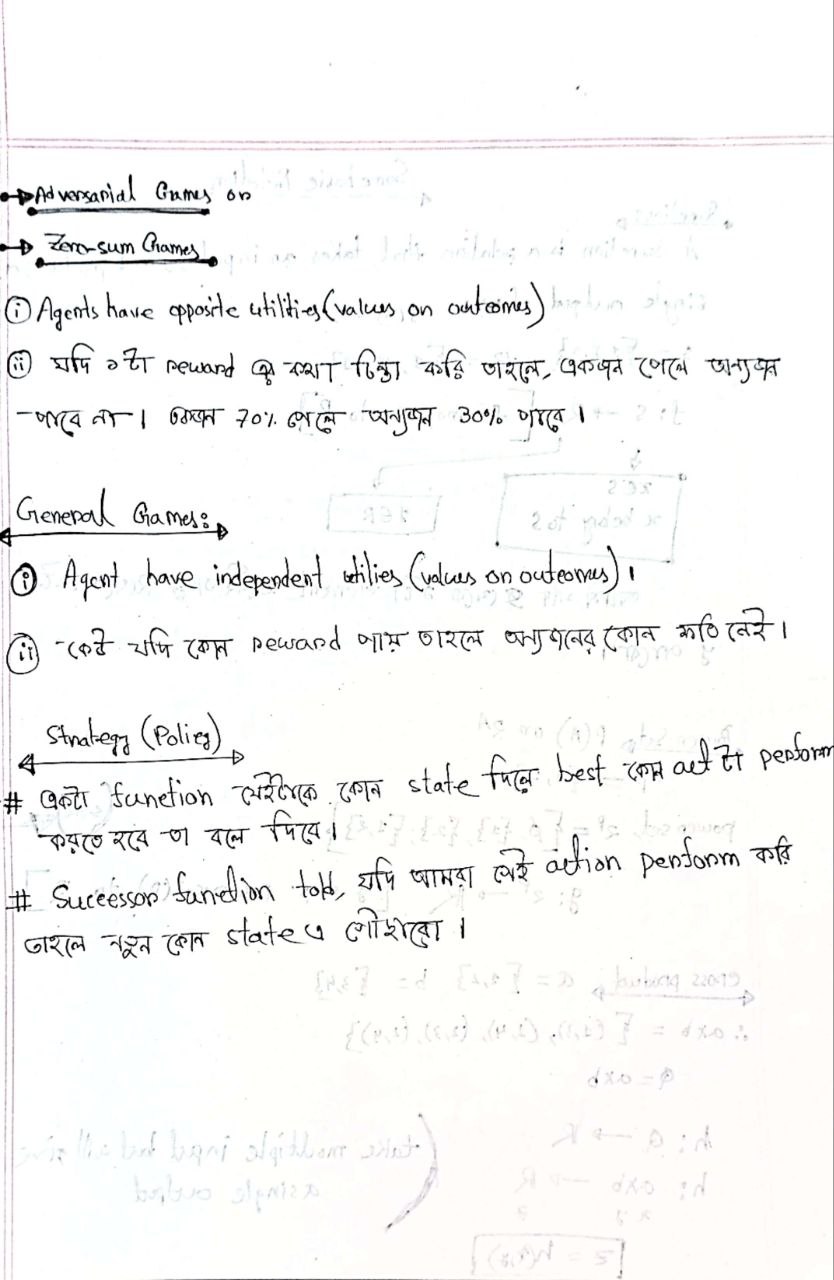 Adversarial Games or
Zero-sum Games
(i) Agents have opposite utilities (values on outcomes)
(ii) যদি ১টা reward এর কথা চিন্তা করি তাহলে, একজন পেলে অন্যজন
পাবে না। একজন 70% পেলে অন্যজন 30% পাবে।
General Games:
(i) Agent have independent utilies (values on outcomes)।
(ii) কেউ যদি কোন reward পায় তাহলে অন্যজনের কোন ক্ষতি নেই।
Strategy (Policy)
# একটা function যেইটাকে কোন state দিলে best কোন act টা perform
করতে হবে তা বলে দিবে।
# Successor function told, যদি আমরা সেই action perform করি
তাহলে নতুন কোন state এ পৌছাবো।